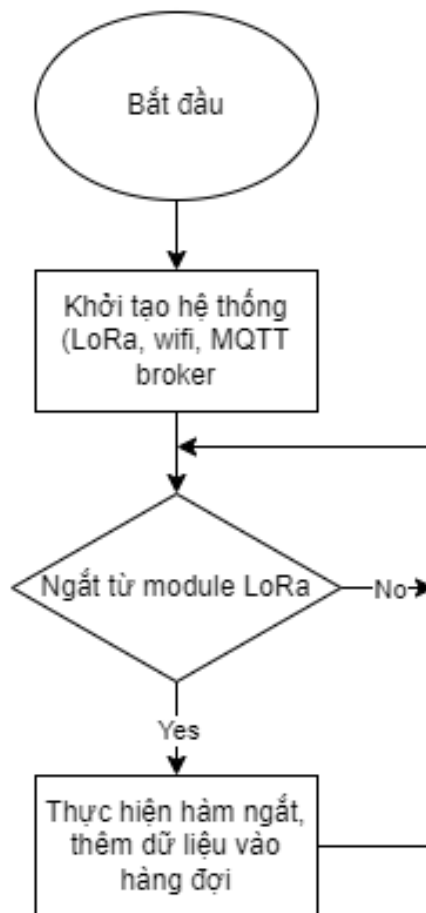 Bắt đầu
Khởi tạo hệ thống
(LoRa, wifi, MQTT
broker
Ngắt từ module LoRa
No
Yes
Thực hiện hàm ngắt,
thêm dữ liệu vào
hàng đợi